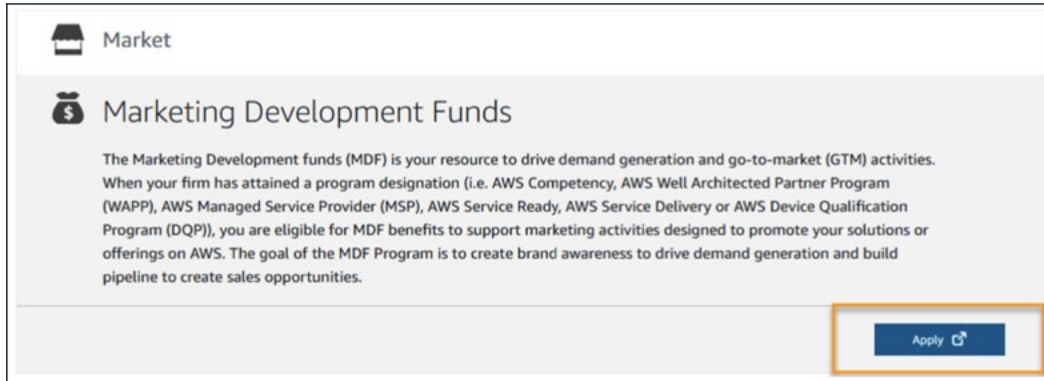 Market
Marketing Development Funds
The Marketing Development funds (MDF) is your resource to drive demand generation and go-to-market (GTM) activities.
When your firm has attained a program designation (i.e. AWS Competency, AWS Well Architected Partner Program
(WAPP), AWS Managed Service Provider (MSP), AWS Service Ready, AWS Service Delivery or AWS Device Qualification
Program (DQP)), you are eligible for MDF benefits to support marketing activities designed to promote your solutions or
offerings on AWS. The goal of the MDF Program is to create brand awareness to drive demand generation and build
pipeline to create sales opportunities.
Apply